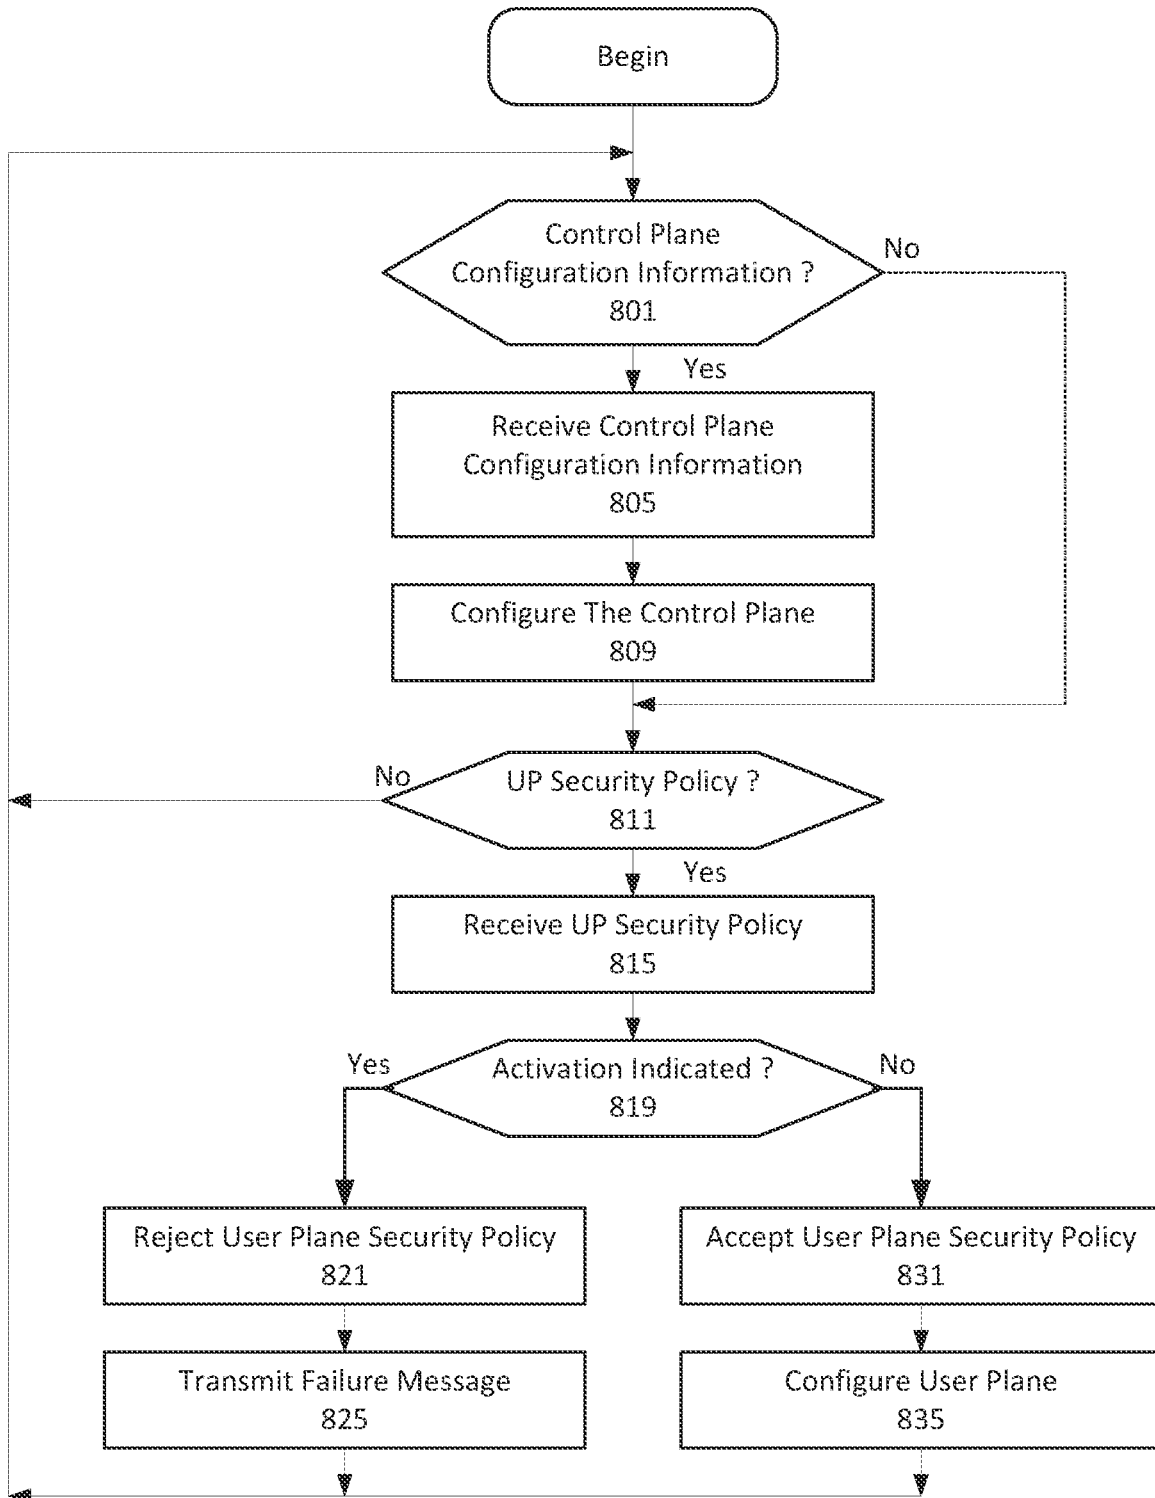 Begin
Control Plane
Configuration Information ?
801
No
Yes
Receive Control Plane
Configuration Information
805
Configure The Control Plane
809
No
UP Security Policy ?
811
Yes
Receive UP Security Policy
815
Yes
Activation Indicated ?
819
No
Reject User Plane Security Policy
821
Accept User Plane Security Policy
831
Transmit Failure Message
825
Configure User Plane
835